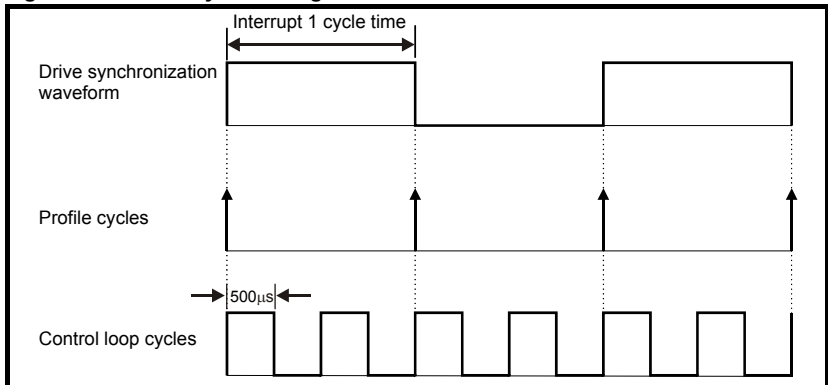 Interrupt 1 cycle time
Drive synchronization
waveform
Profile cycles
500µs
Control loop cycles